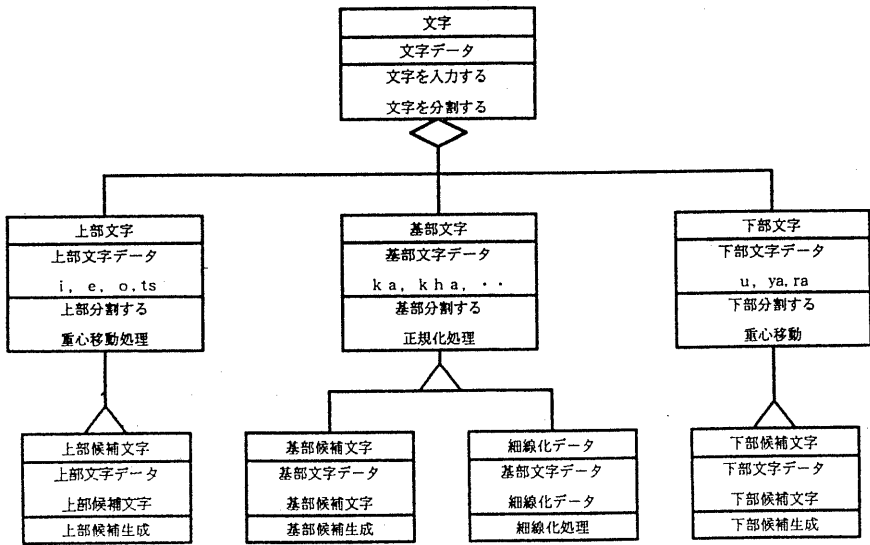 文字
文字データ
文字を入力する
文字を分割する
上部文字
上部文字データ
i, e, o,ts
上部分割する
重心移動処理
基部文字
基部文字データ
ka, kha, ・・
基部分割する
正規化処理
下部文字
下部文字データ
u, ya,ra
下部分割する
重心移動
上部候補文字
上部文字データ
上部候補文字
上部候補生成
基部候補文字
基部文字データ
基部候補文字
基部候補生成
細線化データ
基部文字データ
細線化データ
細線化処理
下部候補文字
下部文字データ
下部候補文字
下部候補生成